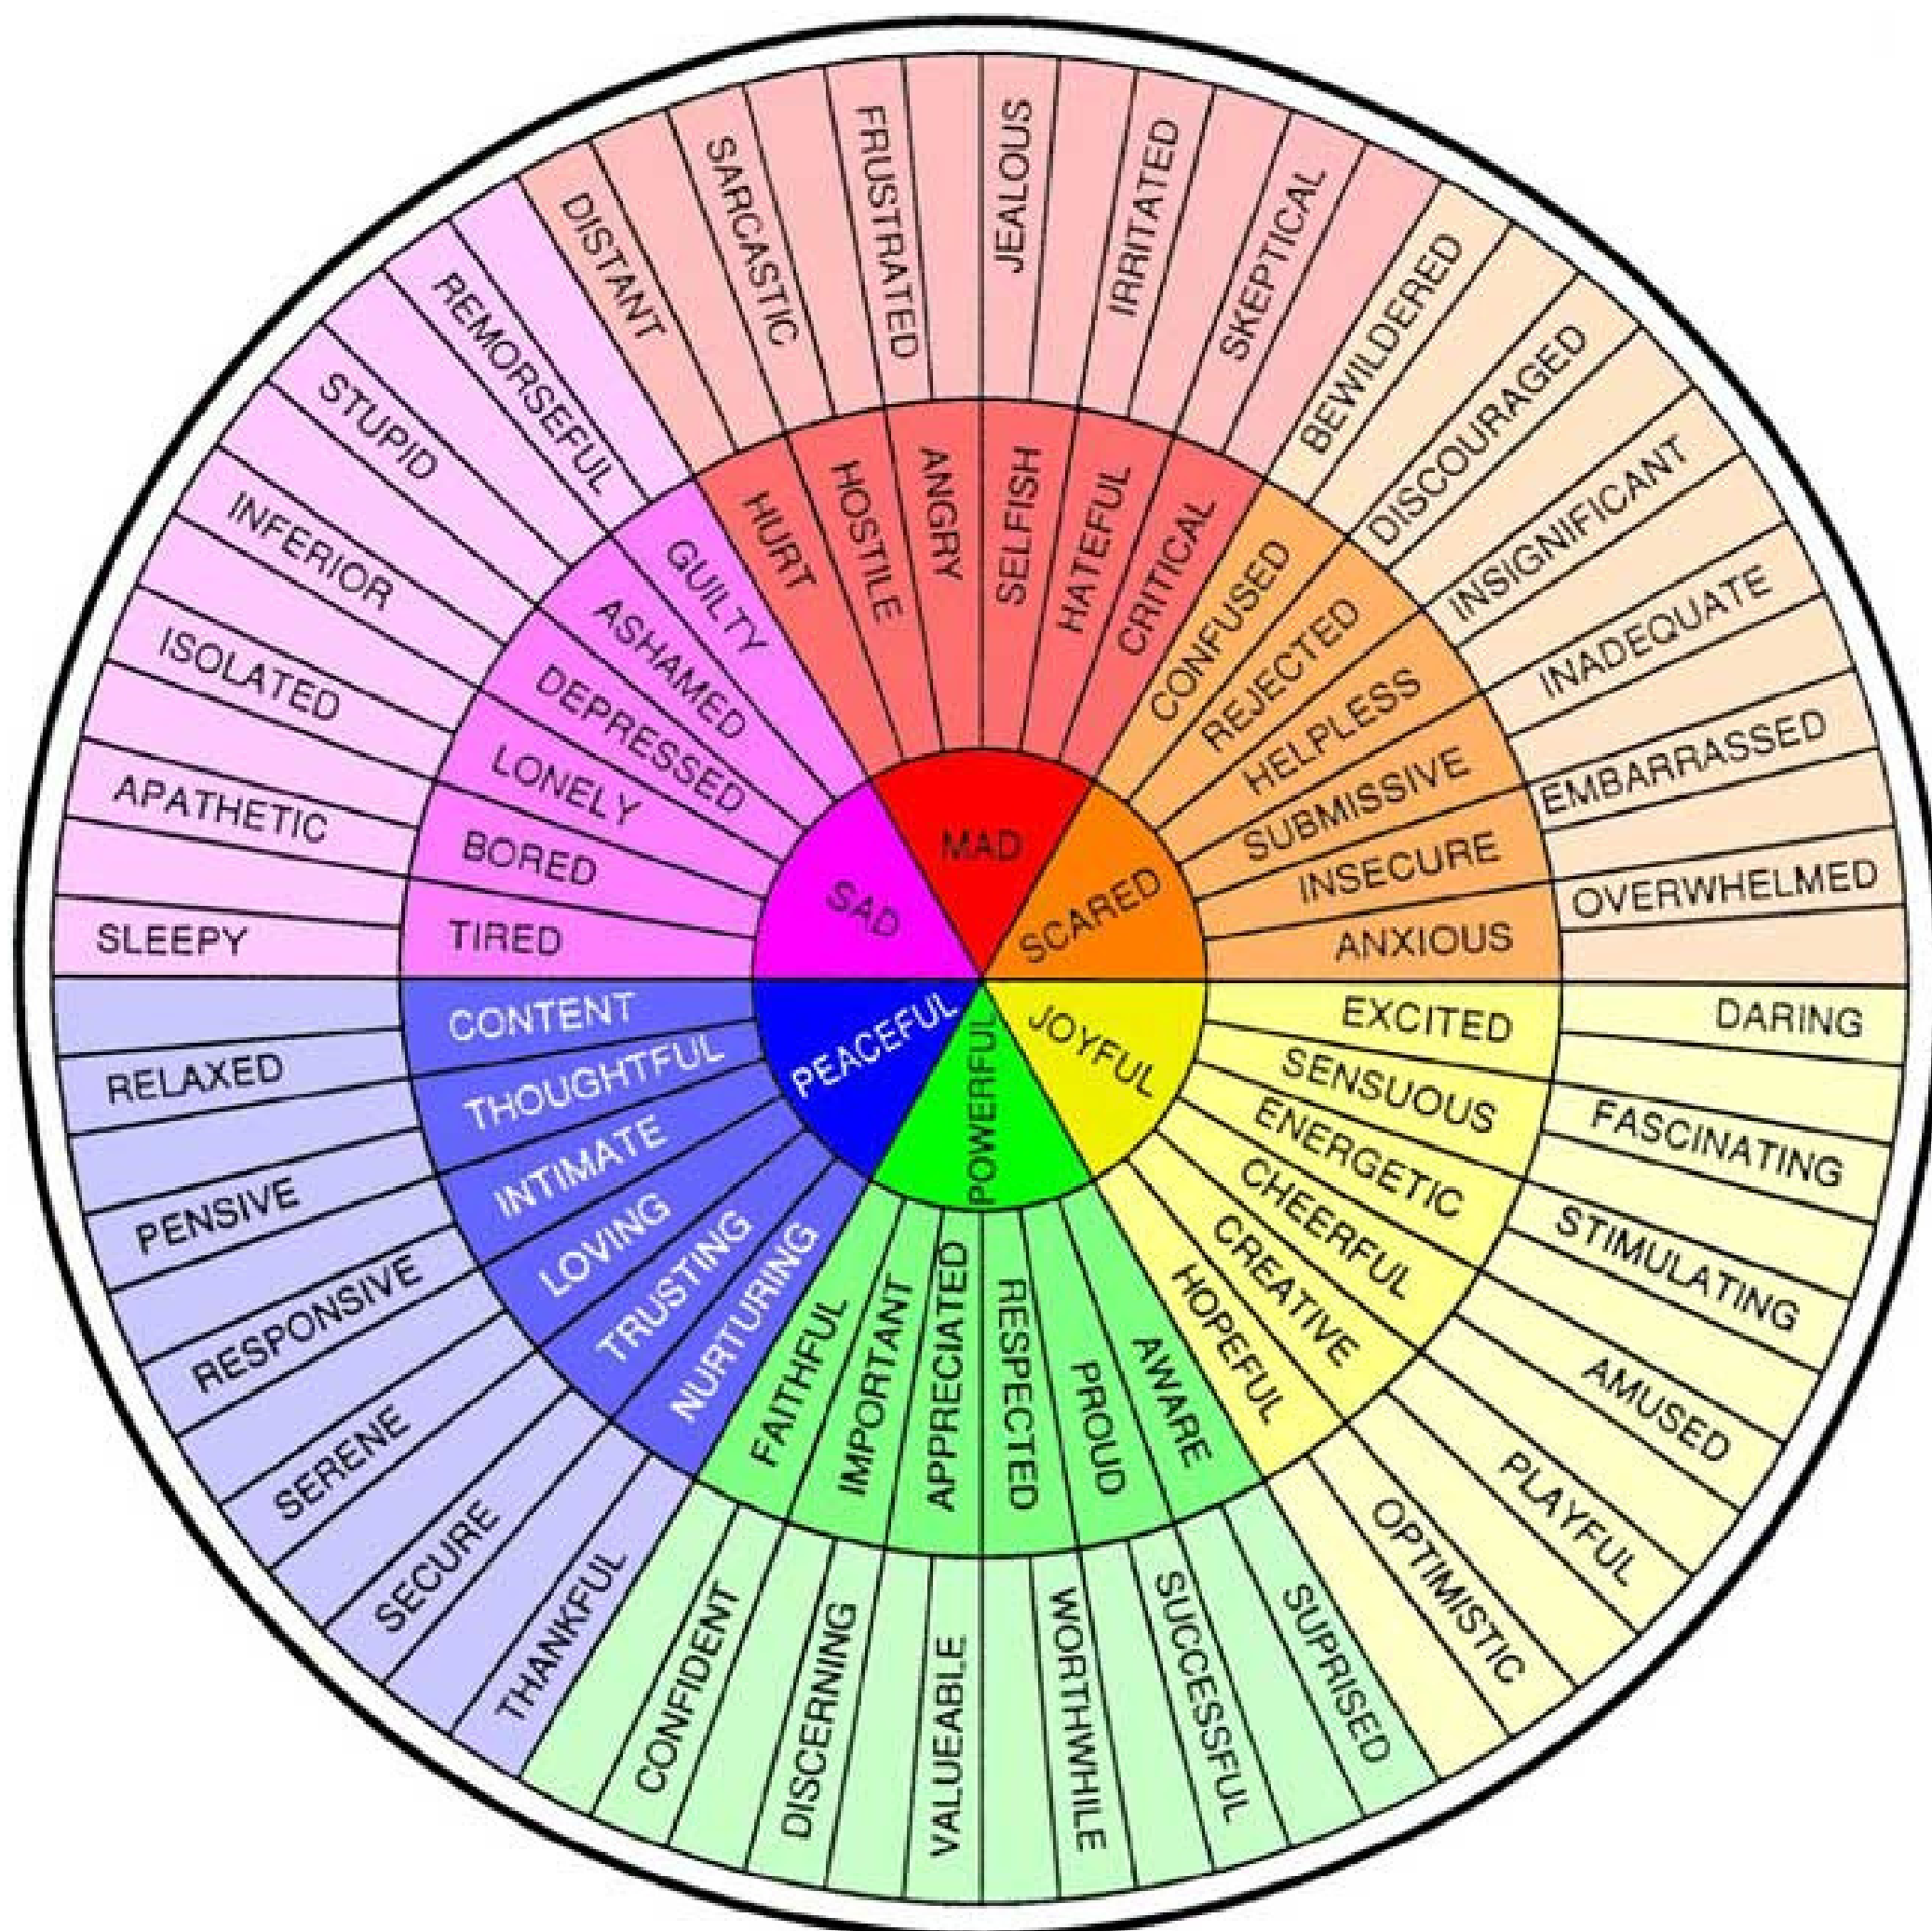 MAD
SCARED
JOYFUL
POWERFUL
PEACEFUL
SAD
HURT
HOSTILE
ANGRY
SELFISH
HATEFUL
CRITICAL
CONFUSED
REJECTED
HELPLESS
SUBMISSIVE
INSECURE
ANXIOUS
EXCITED
SENSUOUS
ENERGETIC
CHEERFUL
CREATIVE
HOPEFUL
AWARE
PROUD
RESPECTED
APPRECIATED
IMPORTANT
FAITHFUL
NURTURING
TRUSTING
LOVING
INTIMATE
THOUGHTFUL
CONTENT
TIRED
BORED
LONELY
DEPRESSED
ASHAMED
GUILTY
DISTANT
SARCASTIC
FRUSTRATED
JEALOUS
IRRITATED
SKEPTICAL
BEWILDERED
DISCOURAGED
INSIGNIFICANT
INADEQUATE
EMBARRASSED
OVERWHELMED
DARING
FASCINATING
STIMULATING
AMUSED
PLAYFUL
OPTIMISTIC
SUPRISED
SUCCESSFUL
WORTHWHILE
VALUEABLE
DISCERNING
CONFIDENT
THANKFUL
SECURE
SERENE
RESPONSIVE
PENSIVE
RELAXED
SLEEPY
APATHETIC
ISOLATED
INFERIOR
STUPID
REMORSEFUL